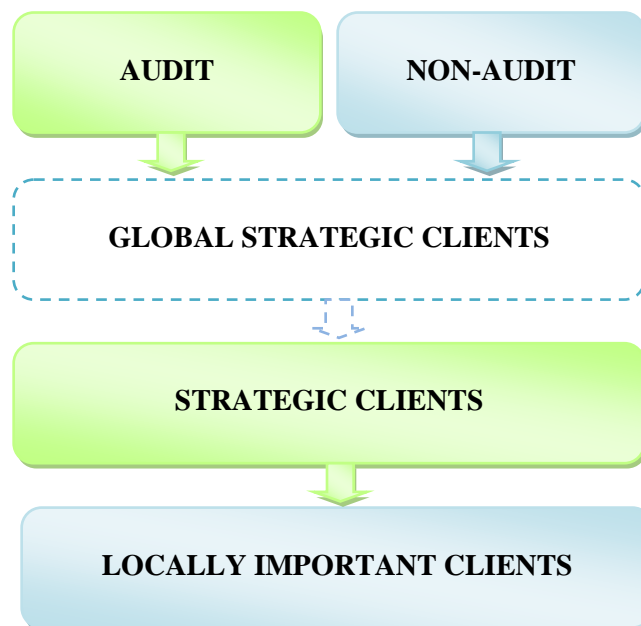 AUDIT
NON-AUDIT
GLOBAL STRATEGIC CLIENTS
STRATEGIC CLIENTS
LOCALLY IMPORTANT CLIENTS